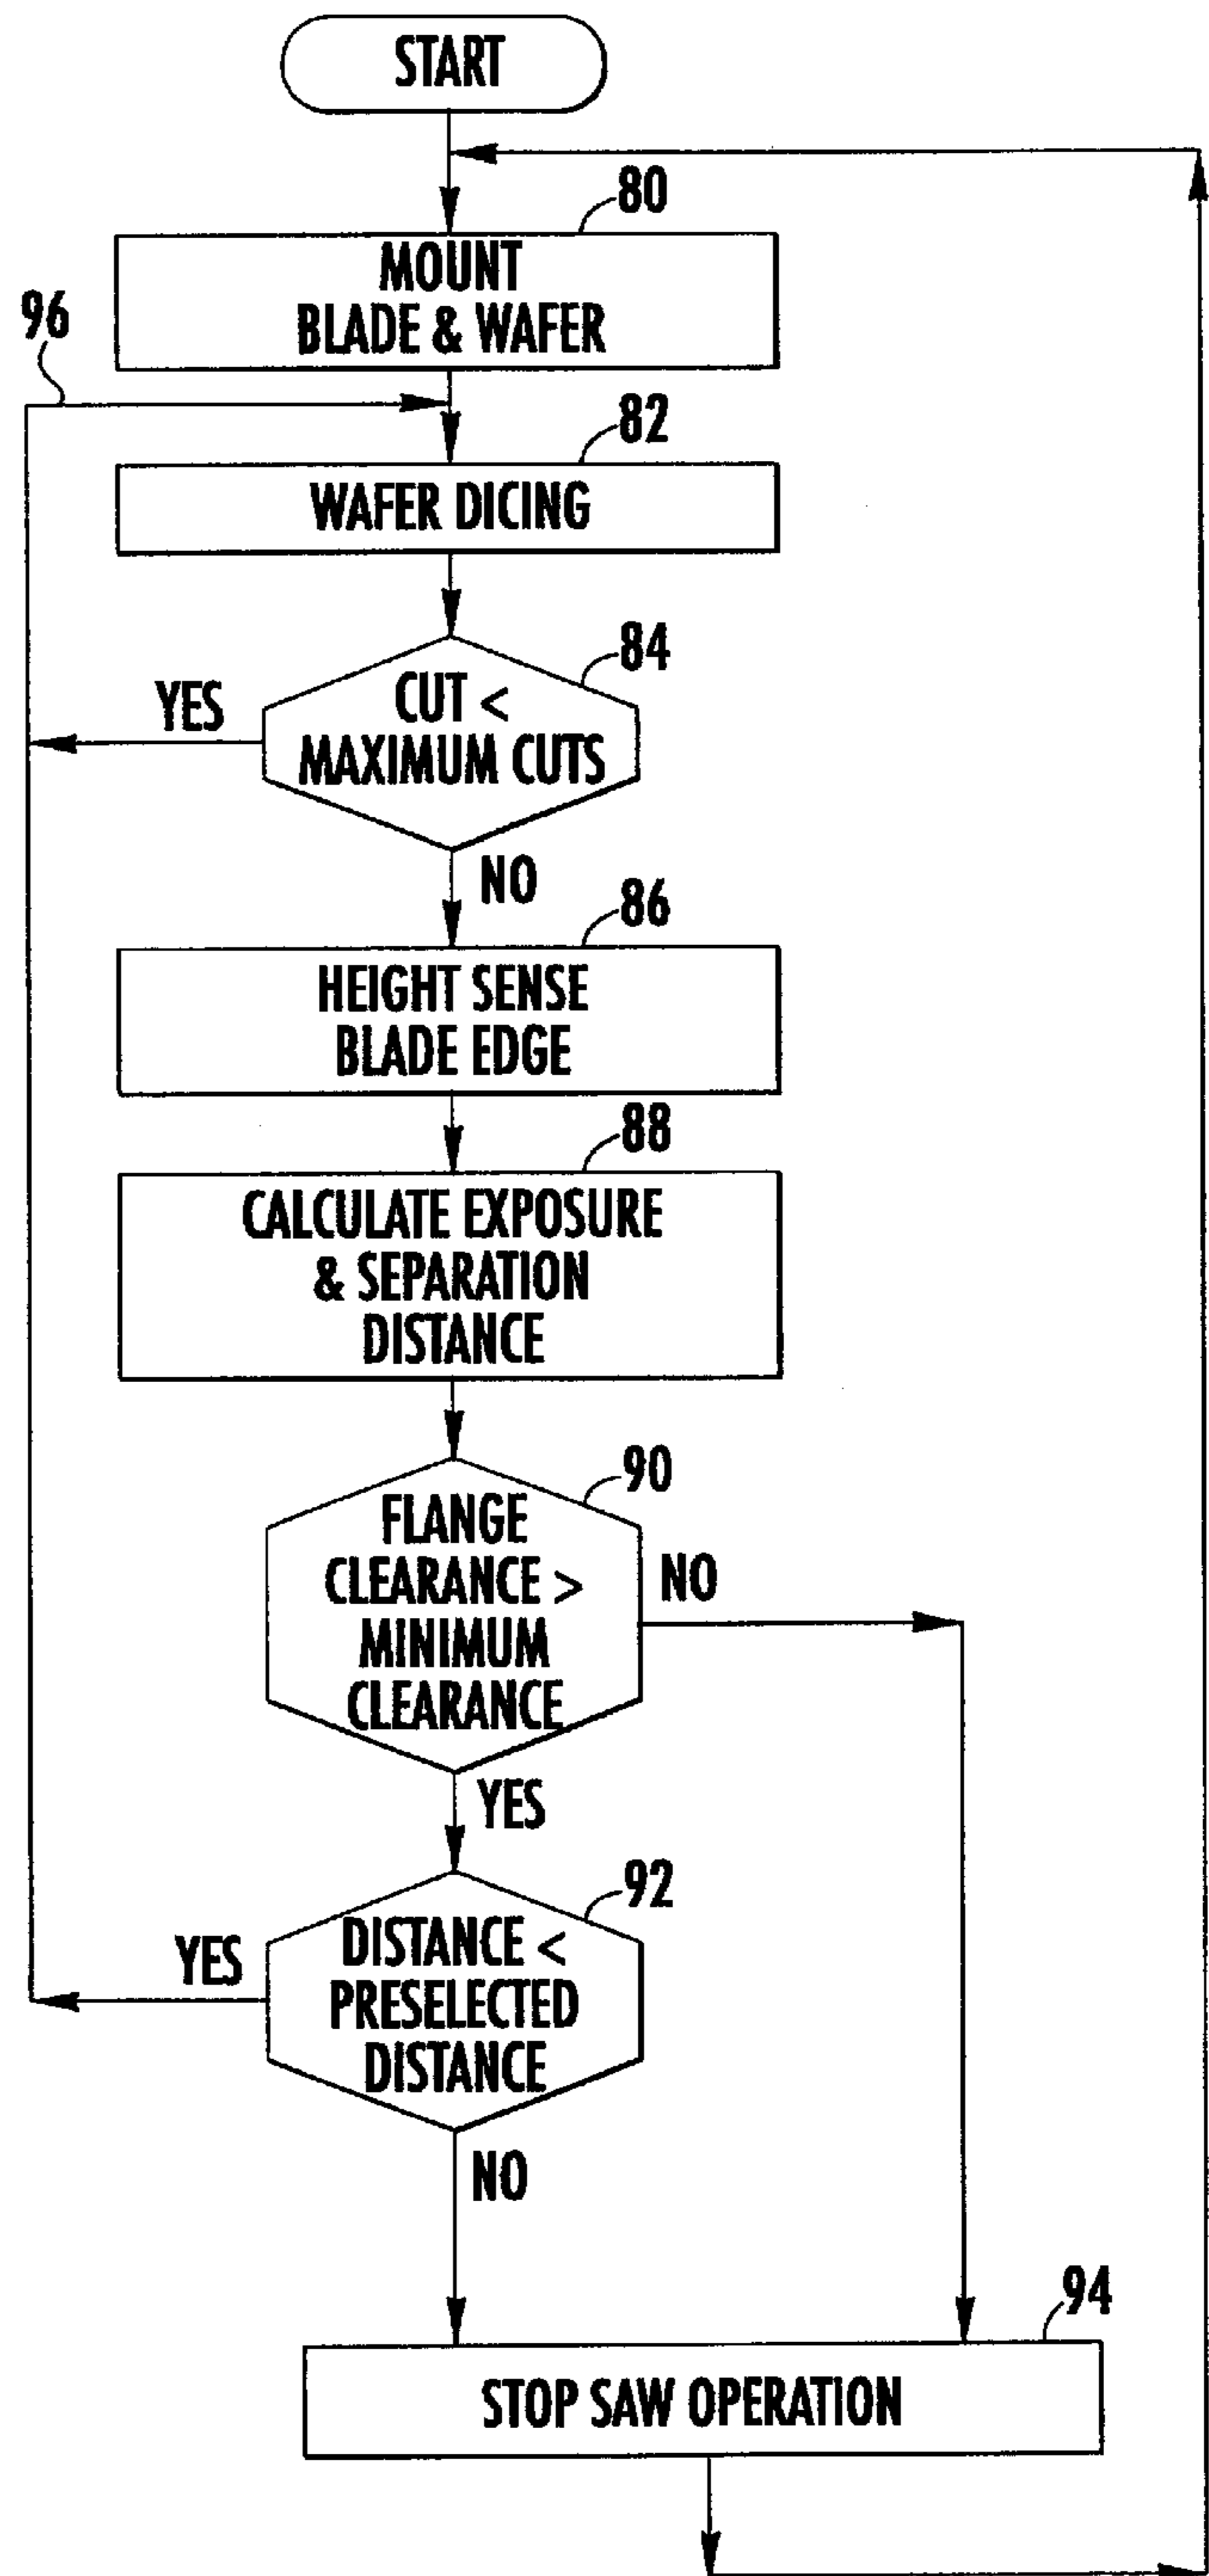 START
80
MOUNT
BLADE & WAFER
96
82
WAFER DICING
84
CUT <
MAXIMUM CUTS
YES
NO
86
HEIGHT SENSE
BLADE EDGE
88
CALCULATE EXPOSURE
& SEPARATION
DISTANCE
90
FLANGE
CLEARANCE >
MINIMUM
CLEARANCE
NO
YES
92
DISTANCE <
PRESELECTED
DISTANCE
YES
NO
94
STOP SAW OPERATION